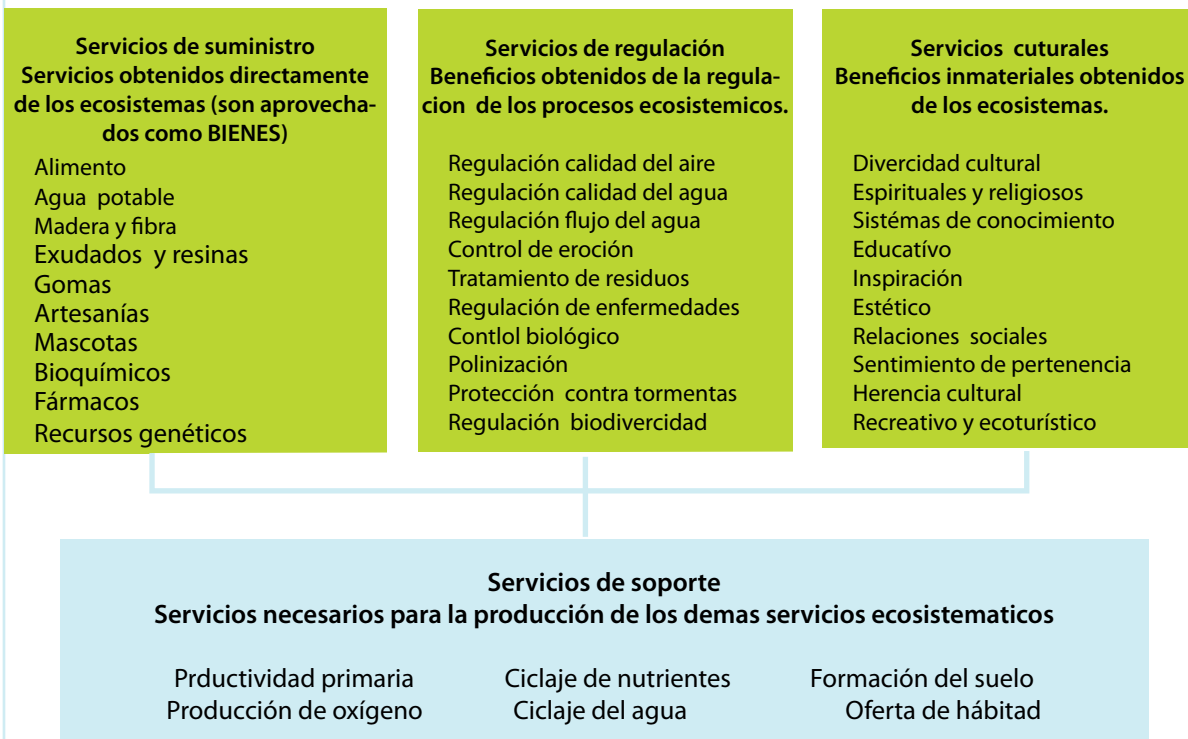 Servicios de suministro
Servicios obtenidos directamente
de los ecosistemas (son aprovecha-
dos como BIENES)
Alimento
Agua potable
Madera y fibra
Exudados y resinas
Gomas
Artesanías
Mascotas
Bioquímicos
Fármacos
Recursos genéticos
Servicios de regulación
Beneficios obtenidos de la regula-
cion de los procesos ecosistemicos.
Regulación calidad del aire
Regulación calidad del agua
Regulación flujo del agua
Control de eroción
Tratamiento de residuos
Regulación de enfermedades
Contlol biológico
Polinización
Protección contra tormentas
Regulación biodivercidad
Servicios cuturales
Beneficios inmateriales obtenidos
de los ecosistemas.
Divercidad cultural
Espirituales y religiosos
Sistémas de conocimiento
Educatívo
Inspiración
Estético
Relaciones sociales
Sentimiento de pertenencia
Herencia cultural
Recreativo y ecoturístico
Servicios de soporte
Servicios necesarios para la producción de los demas servicios ecosistematicos
Prductividad primaria Ciclaje de nutrientes Formación del suelo
Producción de oxígeno Ciclaje del agua Oferta de hábitad